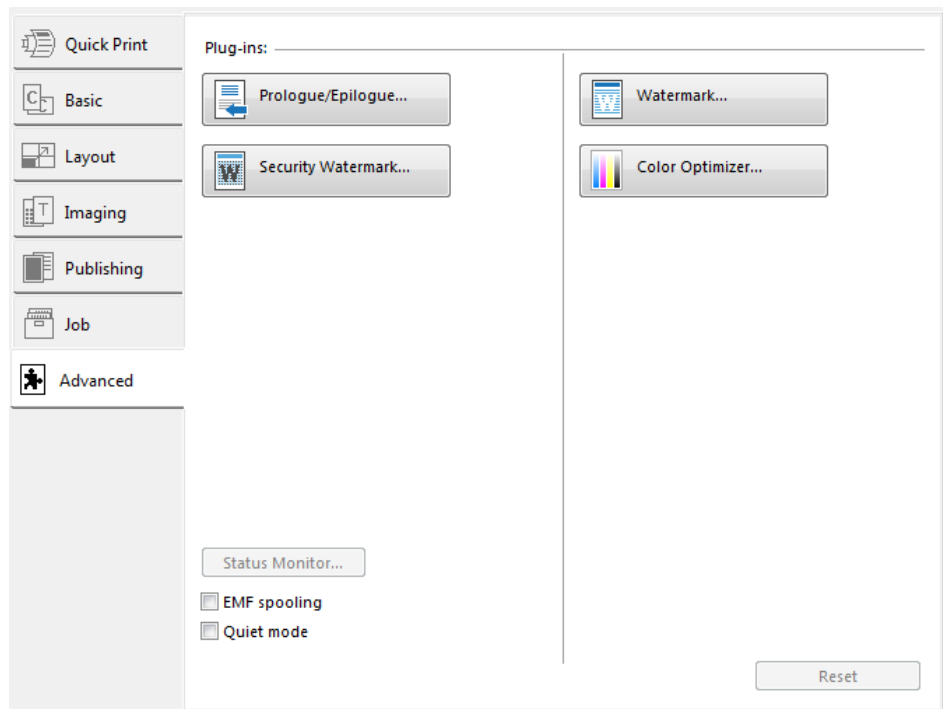 Quick Print
Basic
Layout
Imaging
Publishing
Job
Advanced
Plug-ins:
Prologue/Epilogue...
Watermark...
Security Watermark...
Color Optimizer...
Status Monitor...
EMF spooling
Quiet mode
Reset